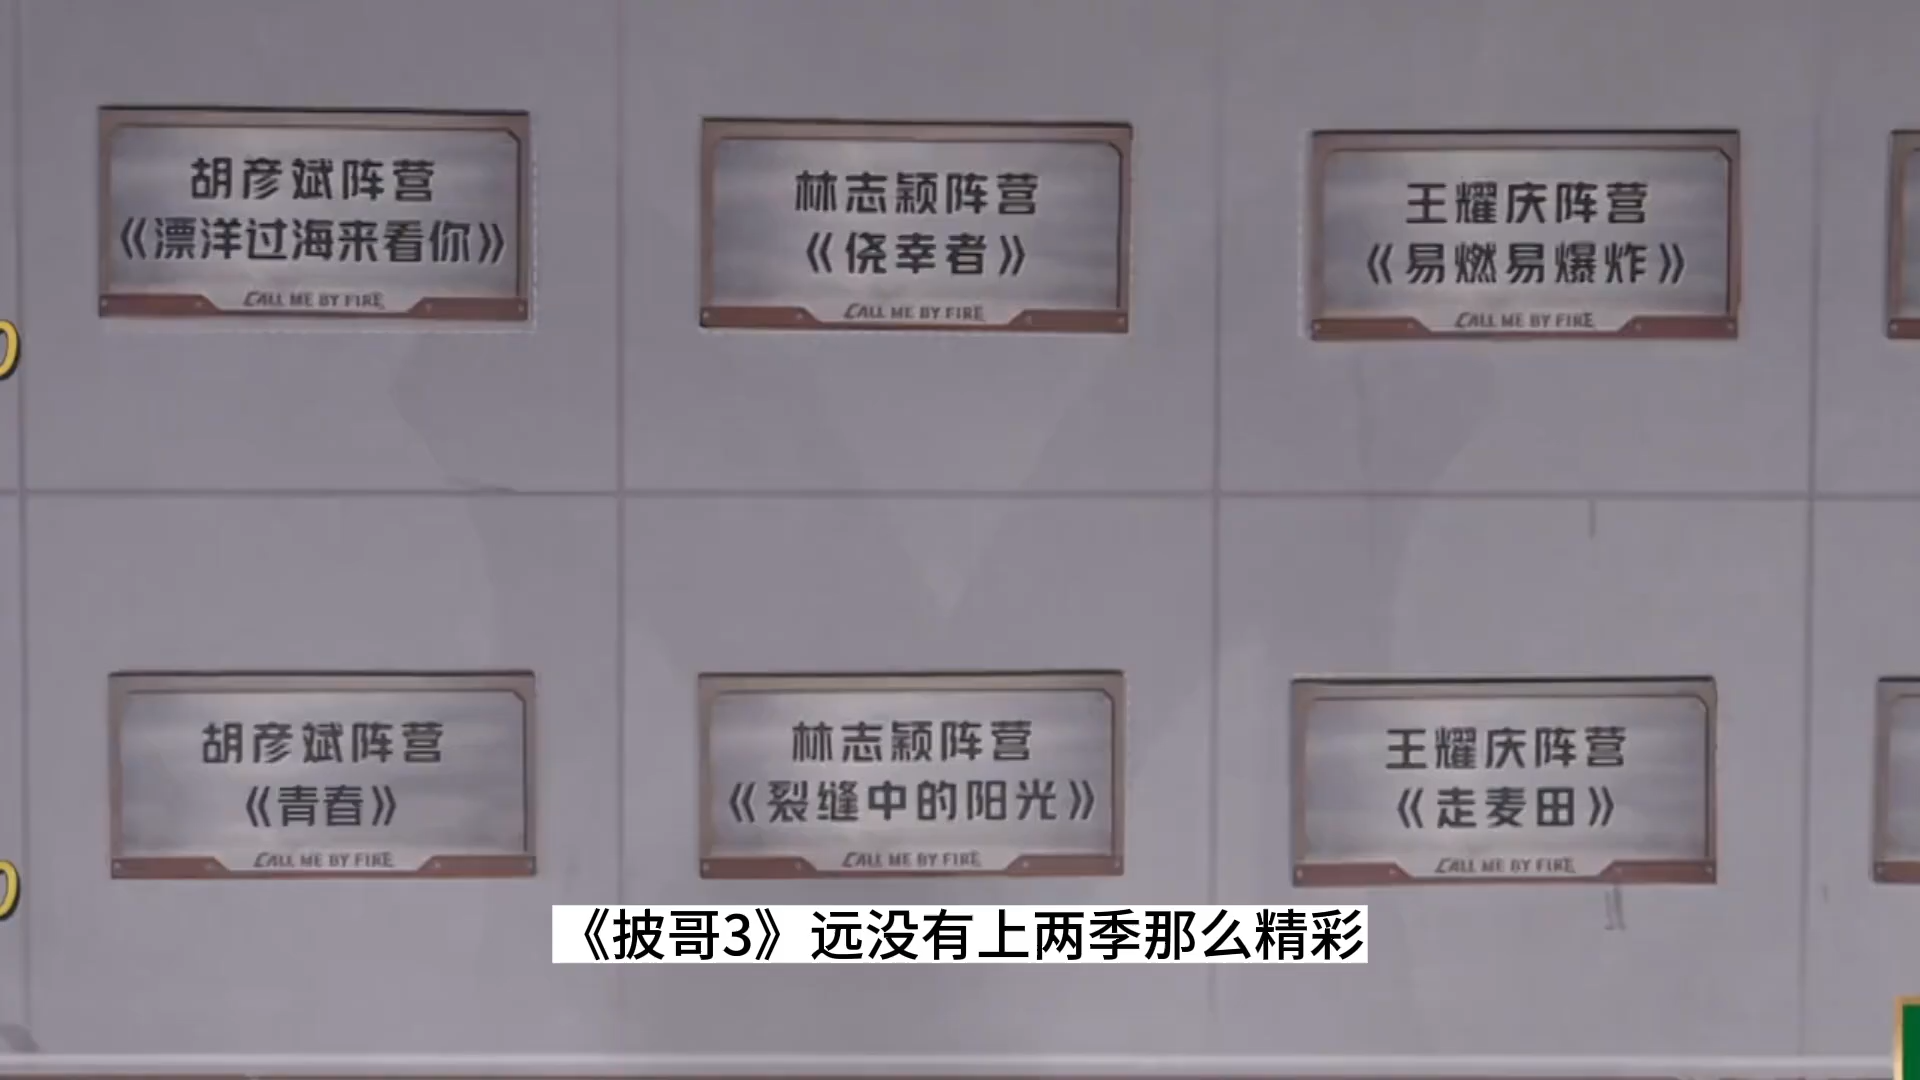 胡彦斌阵营
《漂洋过海来看你》
CALL ME BY FIRE
林志颖阵营
《侥幸者》
CALL ME BY FIRE
王耀庆阵营
《易燃易爆炸》
CALL ME BY FIRE
胡彦斌阵营
《青春》
CALL ME BY FIRE
林志颖阵营
《裂缝中的阳光》
CALL ME BY FIRE
王耀庆阵营
《走麦田》
CALL ME BY FIRE
《披哥3》远没有上两季那么精彩